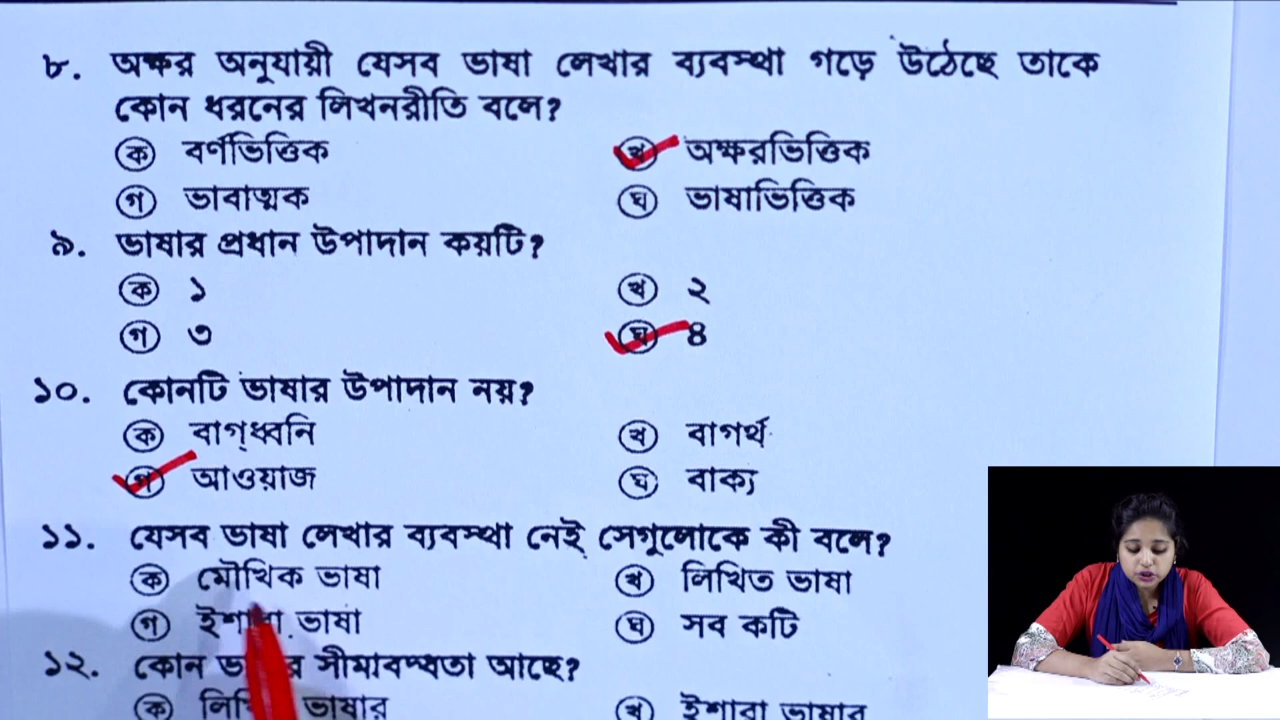 ৮. অক্ষর অনুযায়ী যেসব ভাষা লেখার ব্যবস্থা গড়ে উঠেছে তাকে
কোন ধরনের লিখনরীতি বলে?
ক বর্ণভিত্তিক খ অক্ষরভিত্তিক
গ ভাবাত্মক ঘ ভাষাভিত্তিক
৯. ভাষার প্রধান উপাদান কয়টি?
ক ১ খ ২
গ ৩ ঘ ৪
১০. কোনটি ভাষার উপাদান নয়?
ক বাগ্‌ধ্বনি খ বাগর্থ
গ আওয়াজ ঘ বাক্য
১১. যেসব ভাষা লেখার ব্যবস্থা নেই সেগুলোকে কী বলে?
ক মৌখিক ভাষা খ লিখিত ভাষা
গ ইশারা ভাষা ঘ সব কটি
১২. কোন সীমাবদ্ধতা আছে?
ক ভাষার খ ইশারা ভাষার